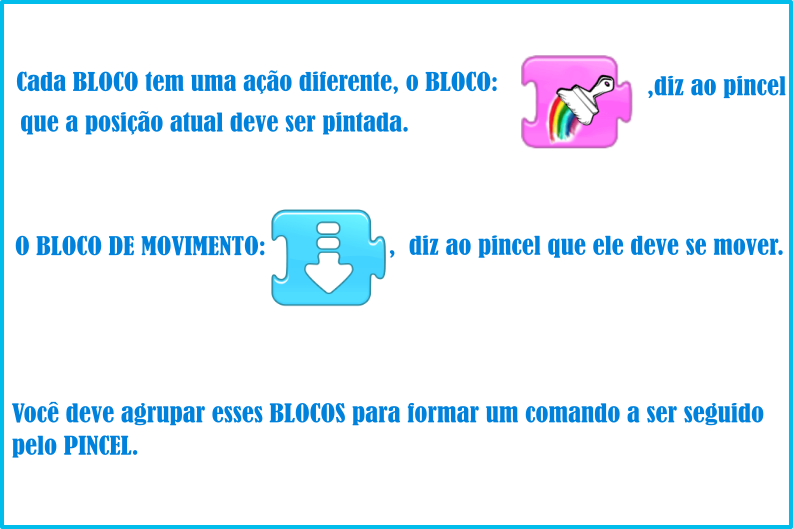 Cada BLOCO tem uma ação diferente, o BLOCO: ,diz ao pincel
que a posição atual deve ser pintada.
O BLOCO DE MOVIMENTO: , diz ao pincel que ele deve se mover.
Você deve agrupar esses BLOCOS para formar um comando a ser seguido
pelo PINCEL.